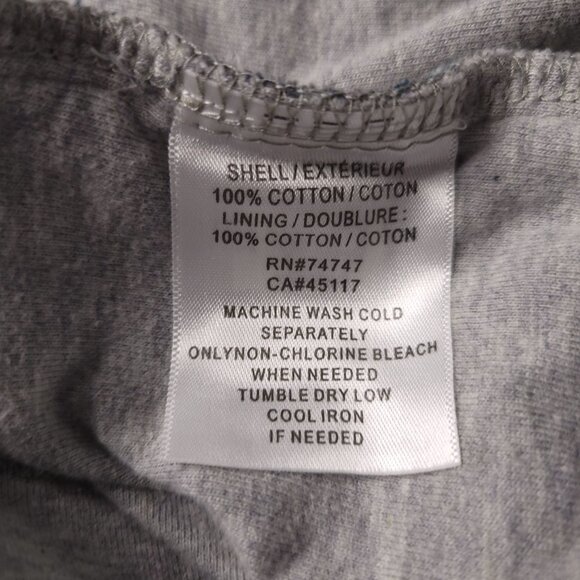 SHELL/EXTÉRIEUR
100% COTTON/COTON
LINING/DOUBLURE:
100% COTTON/COTON
RN#74747
CA#45117
MACHINE WASH COLD
SEPARATELY
ONLYNON-CHLORINE BLEACH
WHEN NEEDED
TUMBLE DRY LOW
COOL IRON
IF NEEDED